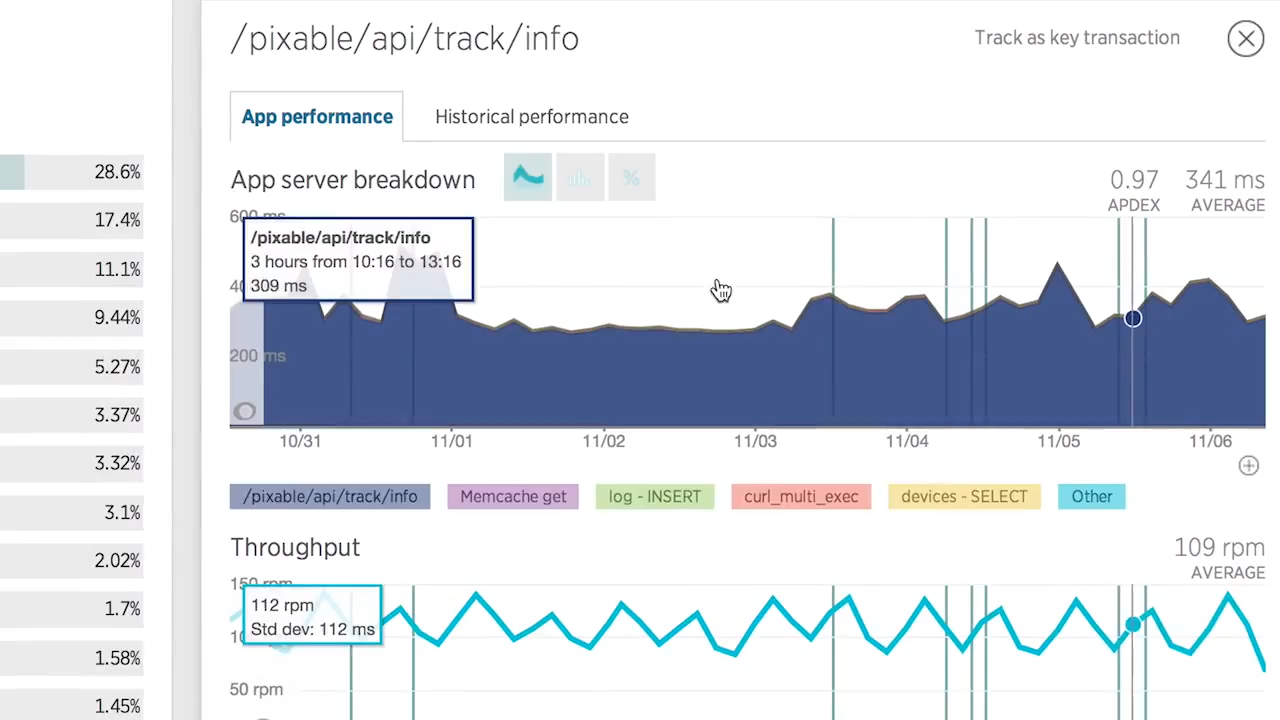 /pixable/api/track/info
Track as key transaction
App performance
Historical performance
28.6%
17.4%
11.1%
9.44%
5.27%
3.37%
3.32%
3.1%
2.02%
1.7%
1.58%
1.45%
App server breakdown
%
0.97
APDEX
341 ms
AVERAGE
600 ms
/pixable/api/track/info
3 hours from 10:16 to 13:16
309 ms
200 ms
10/31
11/01
11/02
11/03
11/04
11/05
11/06
/pixable/api/track/info
Memcache get
log - INSERT
curl_multi_exec
devices - SELECT
Other
Throughput
109 rpm
AVERAGE
150 rpm
112 rpm
Std dev: 112 ms
50 rpm